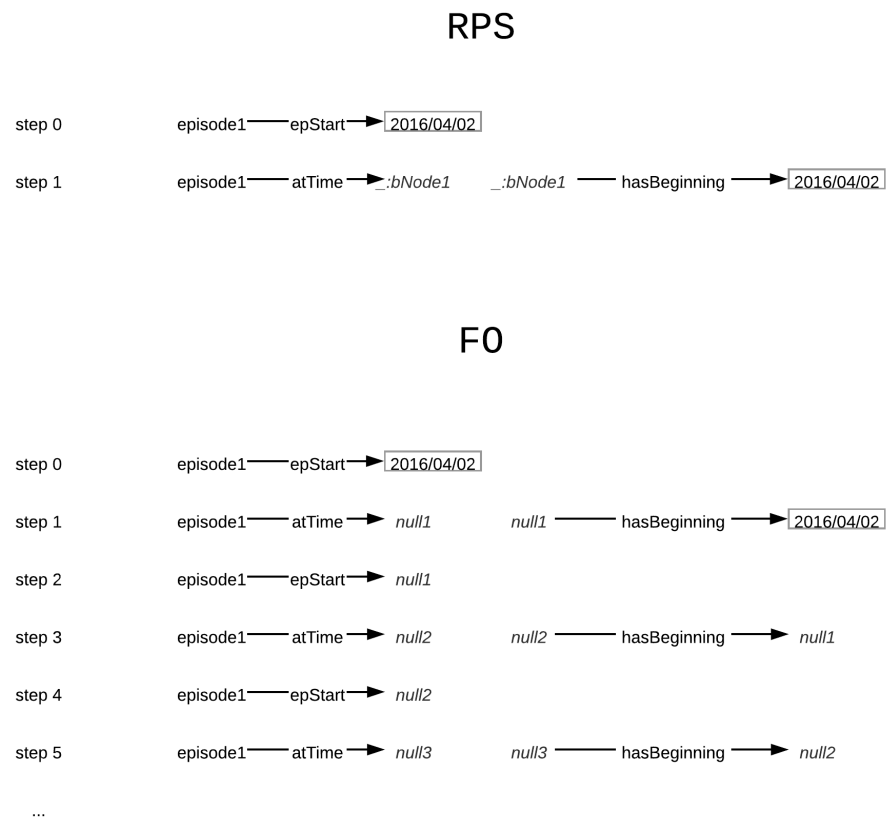 RPS
step 0 episode1 epStart 2016/04/02
step 1 episode1 atTime _:bNode1 _:bNode1 hasBeginning 2016/04/02
FO
step 0 episode1 epStart 2016/04/02
step 1 episode1 atTime null1 null1 hasBeginning 2016/04/02
step 2 episode1 epStart null1
step 3 episode1 atTime null2 null2 hasBeginning null1
step 4 episode1 epStart null2
step 5 episode1 atTime null3 null3 hasBeginning null2
...